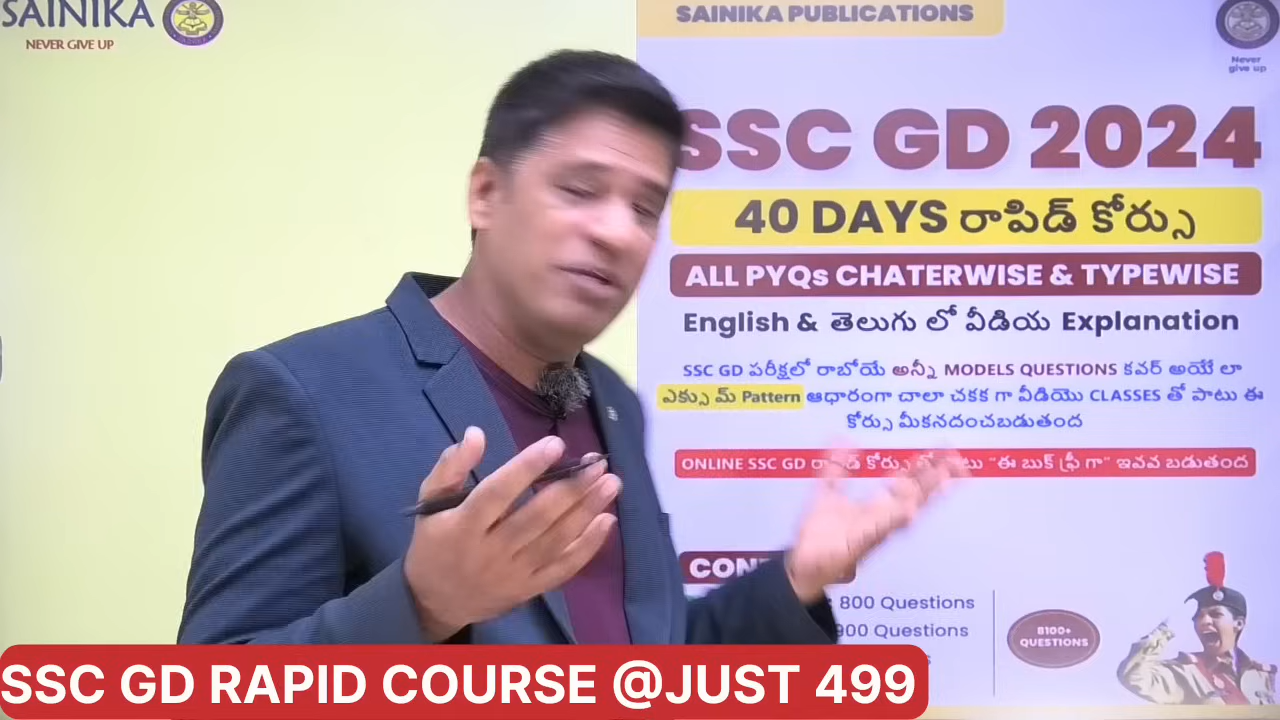 SAINIKA
NEVER GIVE UP
SAINIKA PUBLICATIONS
Never
give up
SSC GD 2024
40 DAYS రాపిడ్ కోర్సు
ALL PYQs CHATERWISE & TYPEWISE
English & తెలుగు లో వీడియ Explanation
SSC GD పరీక్షలో రాబోయే అన్నీ MODELS QUESTIONS కవర్ అయే లా
ఎక్సు మ్ Pattern ఆధారంగా చాలా చకక గా వీడియొ CLASSES తో పాటు ఈ
కోర్సు మీకనదంచబడుతంద
ONLINE SSC GD కోర్సు "ఈ బుక్ ఫ్రీ గా" ఇవవ బడుతంద
800 Questions
900 Questions
8100+
QUESTIONS
SSC GD RAPID COURSE @JUST 499